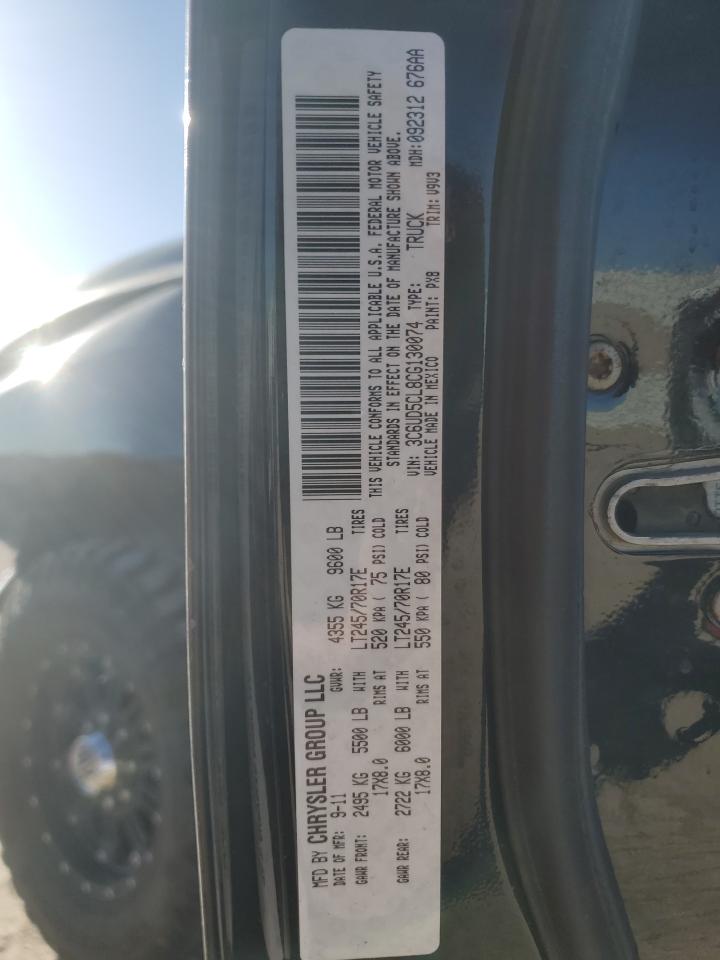 MFD BY CHRYSLER GROUP LLC
DATE OF MFR: 9-11 GVWR: 4355 KG 9600 LB
GAWR FRONT: 2495 KG 5500 LB WITH LT245/70R17E TIRES
17X8.0 RIMS AT 520 KPA ( 75 PSI) COLD
GAWR REAR: 2722 KG 6000 LB WITH LT245/70R17E TIRES
17X8.0 RIMS AT 550 KPA ( 80 PSI) COLD
THIS VEHICLE CONFORMS TO ALL APPLICABLE U.S.A. FEDERAL MOTOR VEHICLE SAFETY
STANDARDS IN EFFECT ON THE DATE OF MANUFACTURE SHOWN ABOVE.
VIN: 3C6UD5CL8CG130074 TYPE: TRUCK MDH:092312 676AA
VEHICLE MADE IN MEXICO PAINT: PX8 TRIM: V9V3